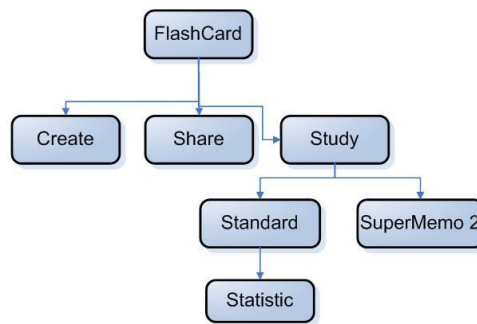 FlashCard
Create
Share
Study
Standard
SuperMemo 2
Statistic